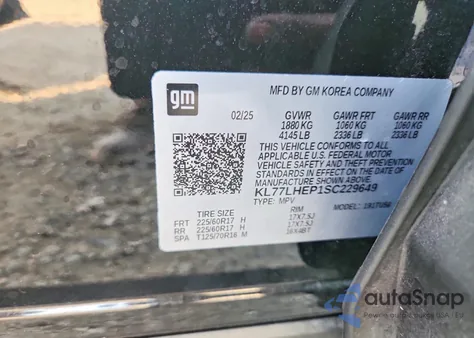 gm
MFD BY GM KOREA COMPANY
02/25 GVWR GAWR FRT GAWR RR
1880 KG 1060 KG 1060 KG
4145 LB 2336 LB 2336 LB
THIS VEHICLE CONFORMS TO ALL
APPLICABLE U.S. FEDERAL MOTOR
VEHICLE SAFETY AND THEFT PREVENTION
STANDARDS IN EFFECT ON THE DATE OF
MANUFACTURE SHOWN ABOVE.
KL77LHEP1SC229649
TYPE: MPV MODEL:
TIRE SIZE RIM
FRT 225/60R17 H 17X7.5J
RR 225/60R17 H 17X7.5J
SPA T125/70R16 M 16X4BT
autoSnap